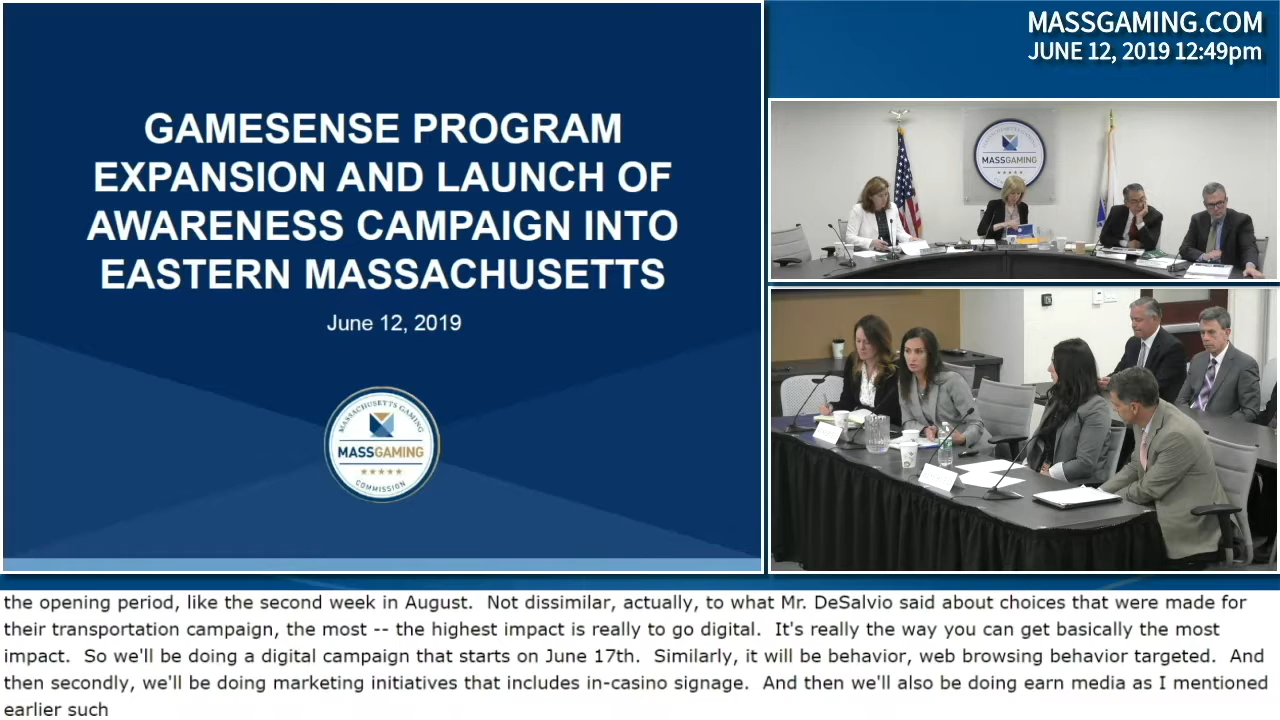 MASSGAMING.COM
JUNE 12, 2019 12:49pm
GAMESENSE PROGRAM
EXPANSION AND LAUNCH OF
AWARENESS CAMPAIGN INTO
EASTERN MASSACHUSETTS
June 12, 2019
MASSACHUSETTS GAMING
MASSGAMING
COMMISSION
MASSGAMING
the opening period, like the second week in August.  Not dissimilar, actually, to what Mr. DeSalvio said about choices that were made for
their transportation campaign, the most -- the highest impact is really to go digital.  It's really the way you can get basically the most
impact.  So we'll be doing a digital campaign that starts on June 17th.  Similarly, it will be behavior, web browsing behavior targeted.  And
then secondly, we'll be doing marketing initiatives that includes in-casino signage.  And then we'll also be doing earn media as I mentioned
earlier such